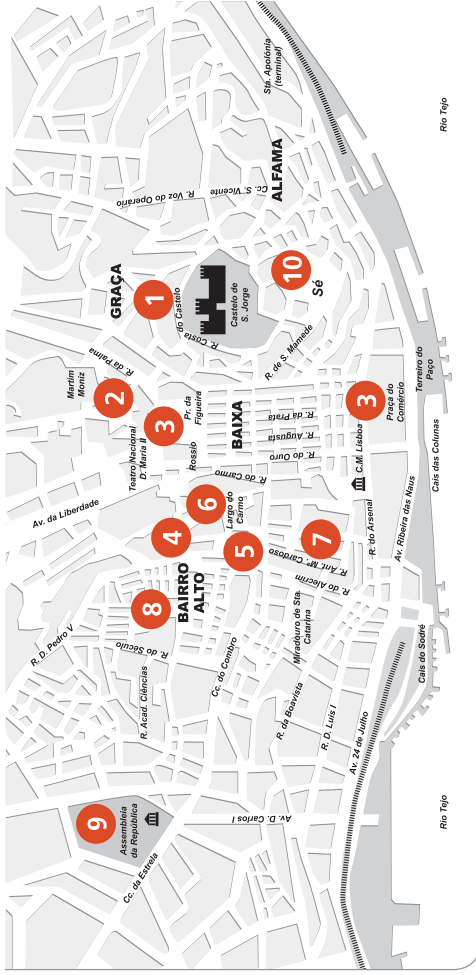 Sta. Apolónia
(terminal)
Rio Tejo
ALFAMA
Cc. S. Vicente
R. Voz do Operário
10
Sé
GRAÇA
1
R. Costa
do Castelo
Castelo de
S. Jorge
R. de S. Mamede
R. da Palma
Martim
Moniz
2
3
Pr. da
Figueira
Teatro Nacional
D. Maria II
Rossio
BAIXA
R. da Prata
R. Augusta
R. do Ouro
R. do Carmo
3
Praça do
Comércio
Terreiro do
Paço
C.M. Lisboa
Cais das Colunas
Av. da Liberdade
4
6
Largo do
Carmo
5
7
R. Ant. Mª. Cardoso
R. do Alecrim
R. do Arsenal
Av. Ribeira das Naus
8
BAIRRO
ALTO
R. D. Pedro V
R. do Século
R. Acad. Ciências
Cc. do Combro
Miradouro de Sta.
Catarina
R. da Boavista
R. D. Luis I
Av. 24 de Julho
Cais do Sodré
9
Assembleia
da República
Cc. da Estrela
Av. D. Carlos I
Rio Tejo